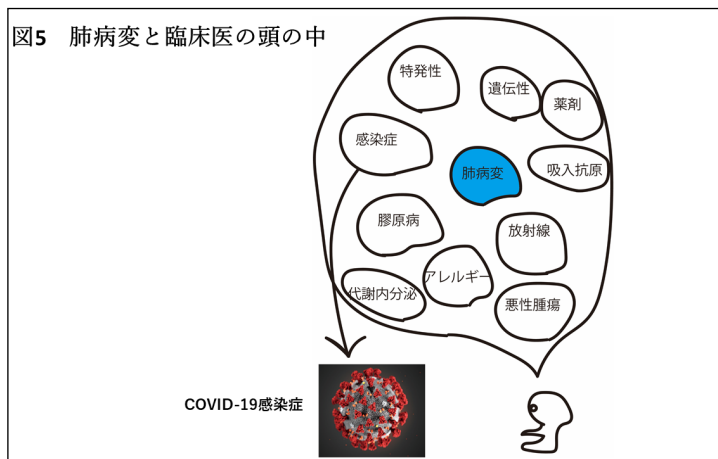 図5　肺病変と臨床医の頭の中
特発性
遺伝性
薬剤
感染症
肺病変
吸入抗原
膠原病
放射線
アレルギー
代謝内分泌
悪性腫瘍
COVID-19感染症